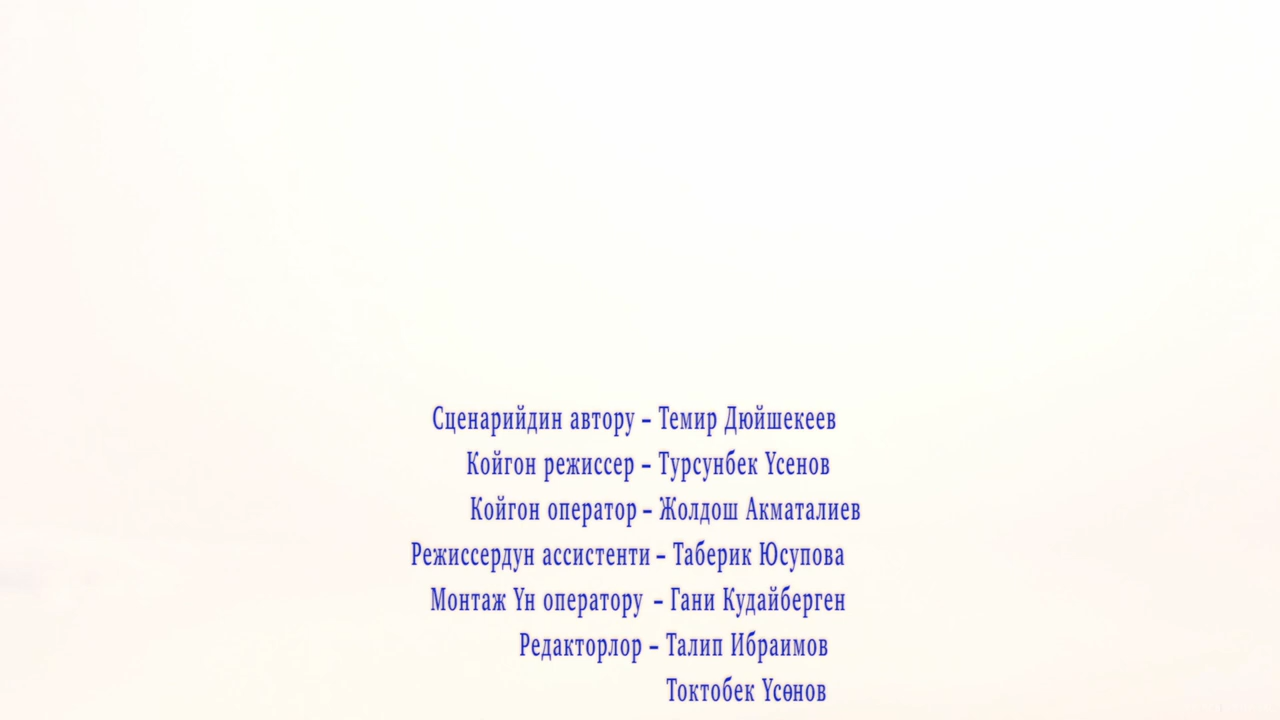 Сценарийдин автору – Темир Дюйшекеев
Койгон режиссер – Турсунбек Үсенов
Койгон оператор – Жолдош Акматалиев
Режиссердун ассистенти – Таберик Юсупова
Монтаж Үн оператору – Гани Кудайберген
Редакторлор – Талип Ибраимов
Токтобек Үсөнов